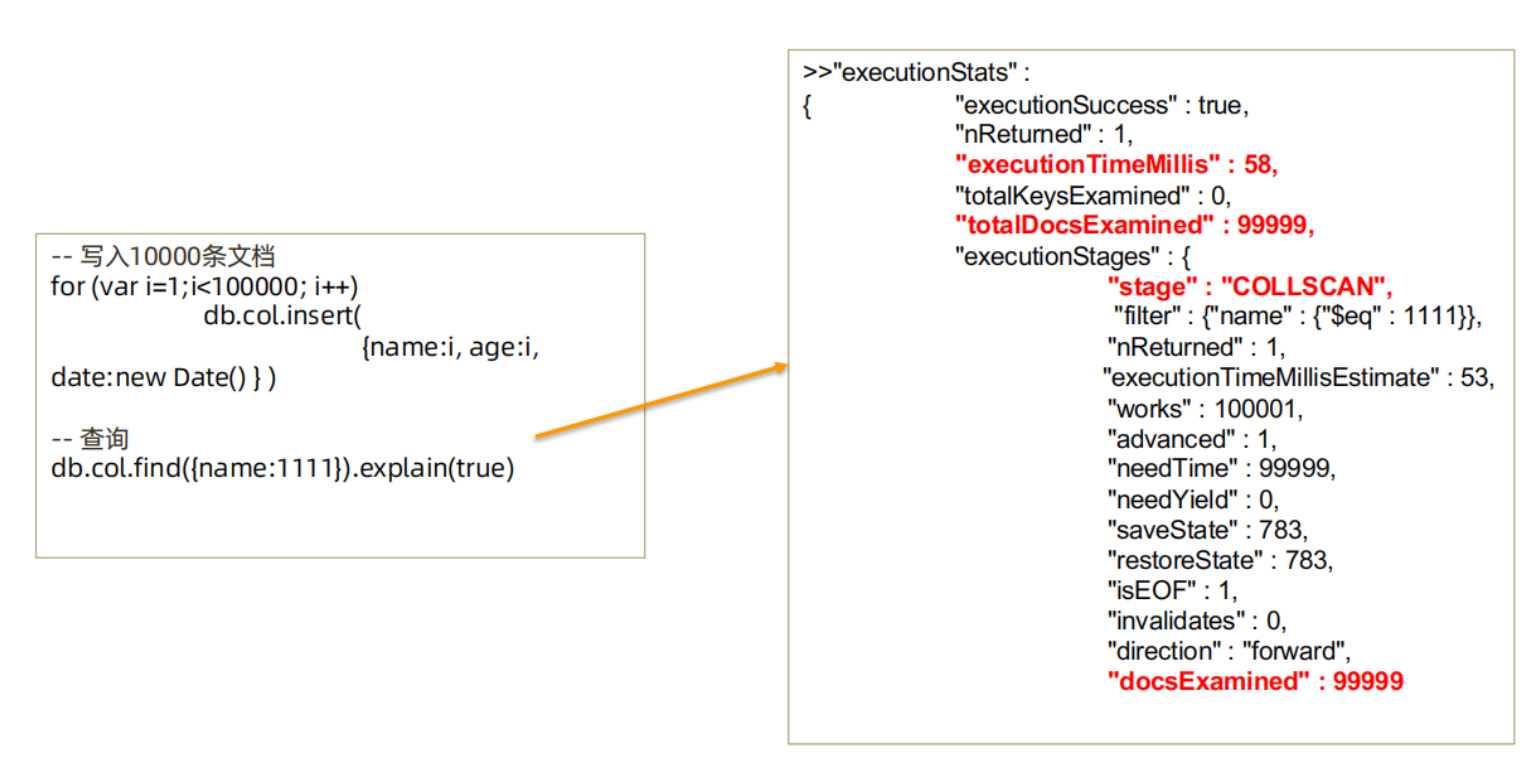 -- 写入10000条文档
for (var i=1;i<100000; i++)
db.col.insert(
{name:i, age:i,
date:new Date() } )
-- 查询
db.col.find({name:1111}).explain(true)
>>"executionStats" :
{ "executionSuccess" : true,
"nReturned" : 1,
"executionTimeMillis" : 58,
"totalKeysExamined" : 0,
"totalDocsExamined" : 99999,
"executionStages" : {
"stage" : "COLLSCAN",
"filter" : {"name" : {"$eq" : 1111}},
"nReturned" : 1,
"executionTimeMillisEstimate" : 53,
"works" : 100001,
"advanced" : 1,
"needTime" : 99999,
"needYield" : 0,
"saveState" : 783,
"restoreState" : 783,
"isEOF" : 1,
"invalidates" : 0,
"direction" : "forward",
"docsExamined" : 99999